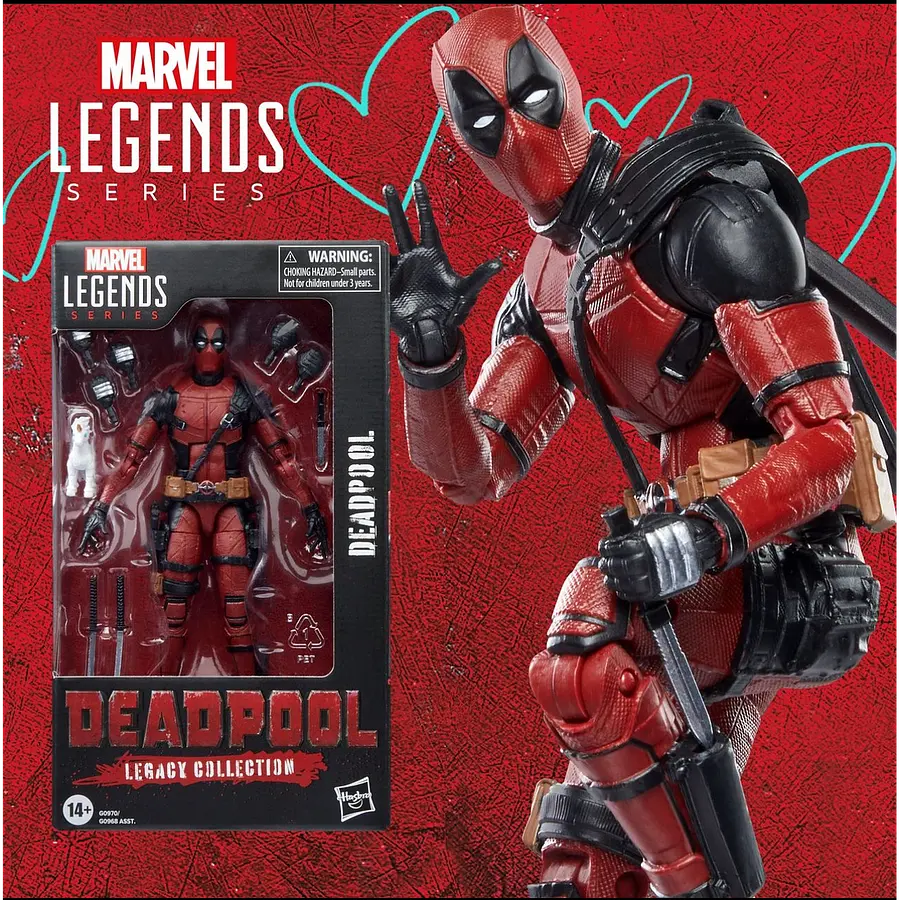 MARVEL
LEGENDS
SERIES
MARVEL
LEGENDS
SERIES
WARNING:
CHOKING HAZARD–Small parts.
Not for children under 3 years.
DEADPOOL
1
PET
DEADPOOL
LEGACY COLLECTION
14+
G0970/
G0968 ASST.
Hasbro